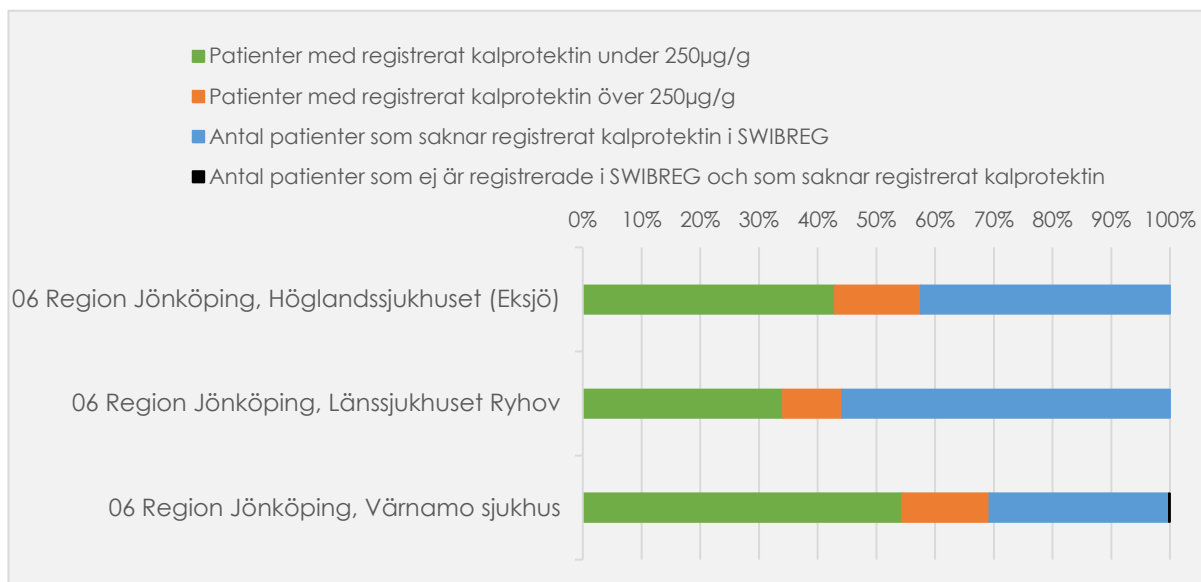 Patienter med registrerat kalprotektin under 250µg/g
Patienter med registrerat kalprotektin över 250µg/g
Antal patienter som saknar registrerat kalprotektin i SWIBREG
Antal patienter som ej är registrerade i SWIBREG och som saknar registrerat kalprotektin
0% 10% 20% 30% 40% 50% 60% 70% 80% 90% 100%
06 Region Jönköping, Höglandssjukhuset (Eksjö)
06 Region Jönköping, Länssjukhuset Ryhov
06 Region Jönköping, Värnamo sjukhus